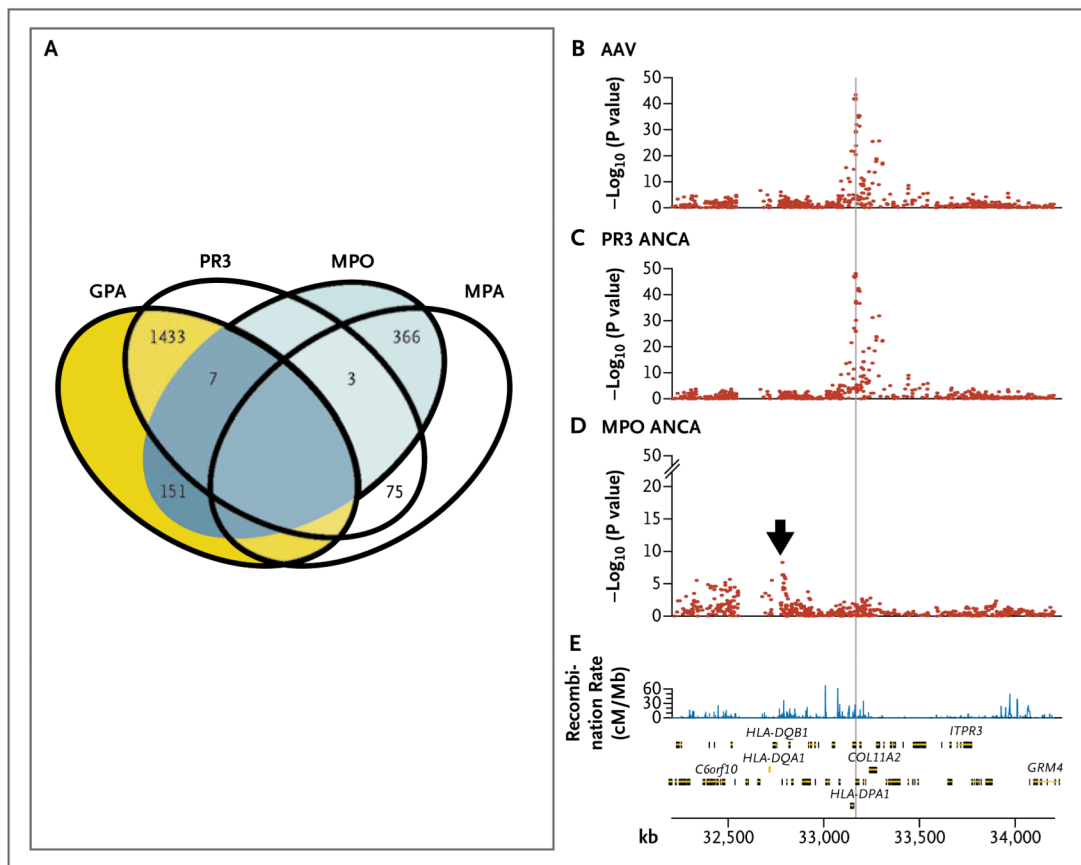 A
GPA
PR3
MPO
MPA
1433
366
7
3
151
75
B AAV
−Log10 (P value)
50
40
30
20
10
0
C PR3 ANCA
−Log10 (P value)
50
40
30
20
10
0
D MPO ANCA
−Log10 (P value)
50
20
15
10
5
0
E
Recombi-
nation Rate
(cM/Mb)
60
30
0
HLA-DQB1
ITPR3
HLA-DQA1
C6orf10
COL11A2
GRM4
HLA-DPA1
kb
32,500
33,000
33,500
34,000